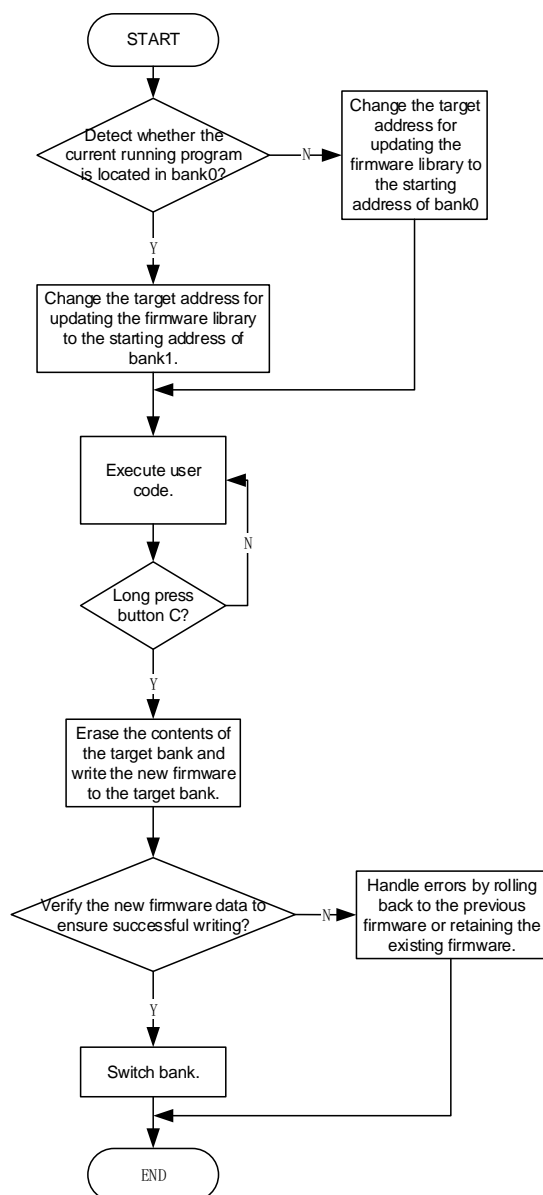 START
Detect whether the
current running program
is located in bank0?
N
Change the target
address for
updating the
firmware library to
the starting
address of bank0
Y
Change the target address for
updating the firmware library
to the starting address of
bank1.
Execute user
code.
N
Long press
button C?
Y
Erase the contents of
the target bank and
write the new firmware
to the target bank.
Verify the new firmware data to
ensure successful writing?
N
Handle errors by rolling
back to the previous
firmware or retaining the
existing firmware.
Y
Switch bank.
END